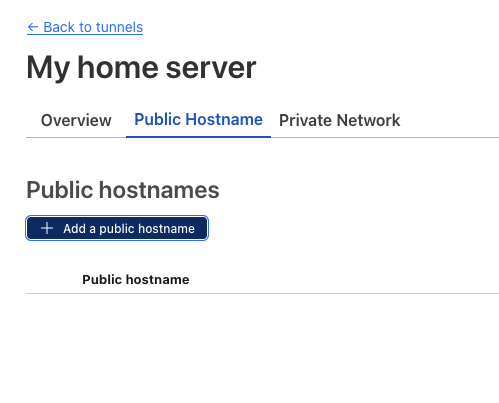 ← Back to tunnels
My home server
Overview Public Hostname Private Network
Public hostnames
+ Add a public hostname
Public hostname